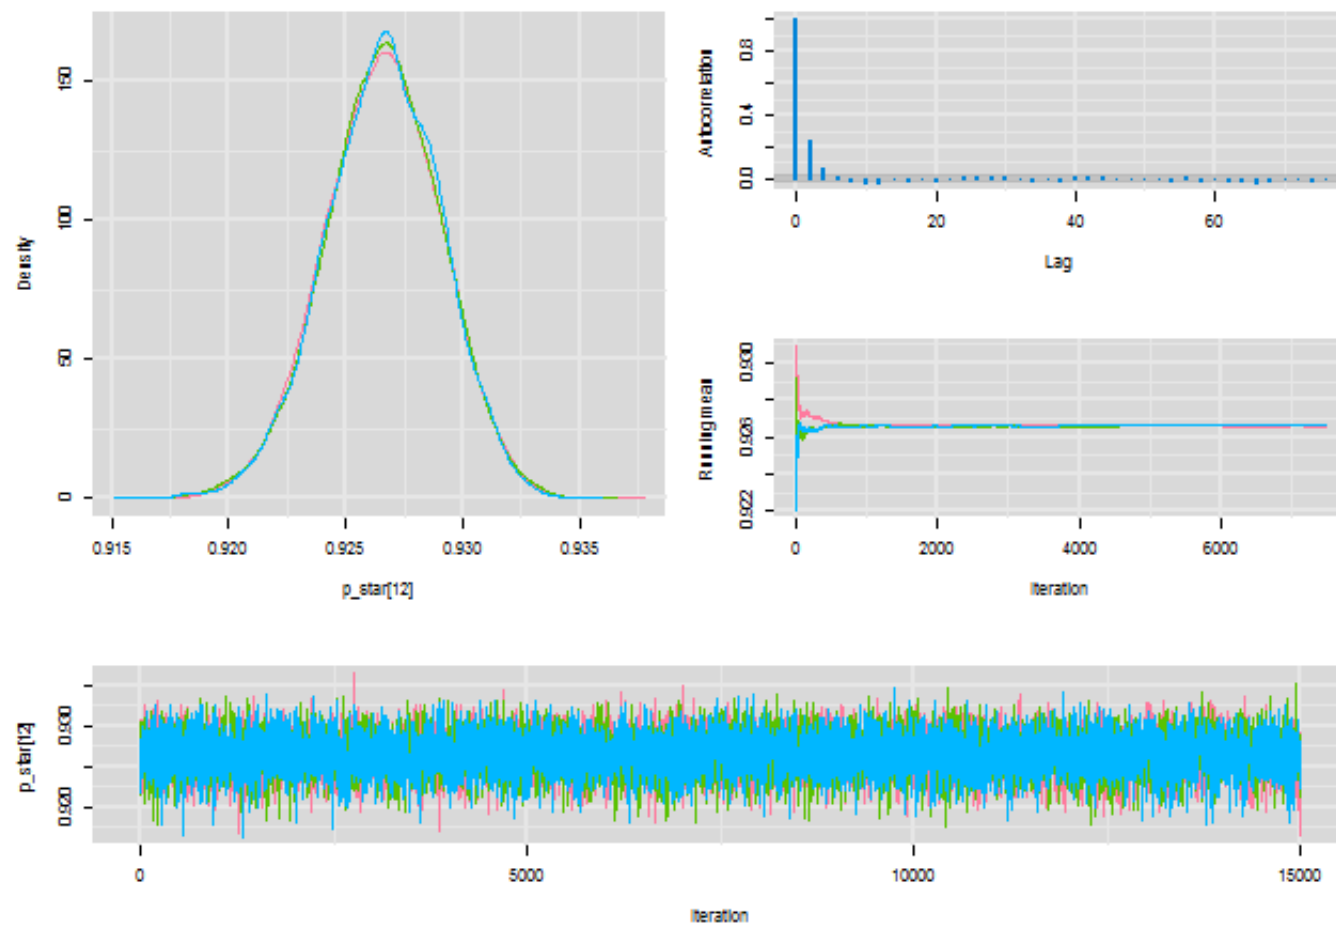 Density
150
100
50
0
0.915 0.920 0.925 0.930 0.935
p_star[12]
Autocorrelation
0.8
0.4
0.0
0 20 40 60
Lag
Running mean
0.930
0.926
0.922
0 2000 4000 6000
Iteration
p_star[12]
0.930
0.920
0 5000 10000 15000
Iteration